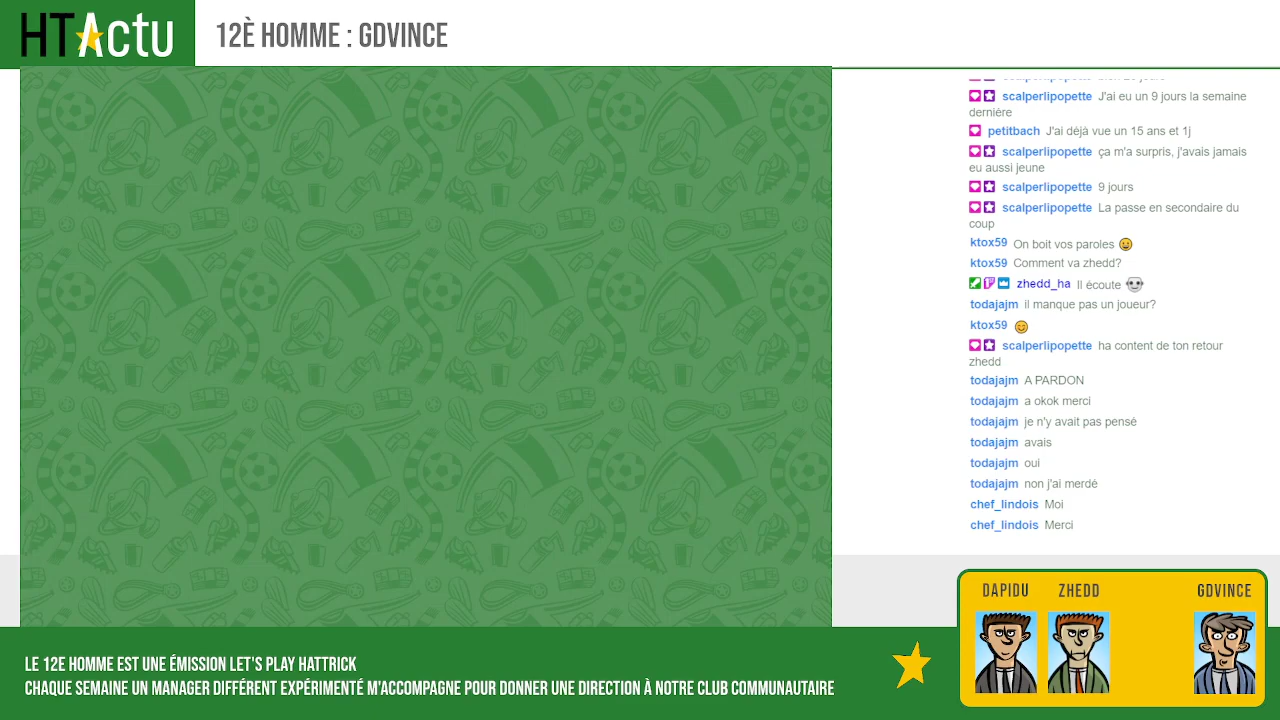 HTActu
12È HOMME : GDVINCE
scalperlipopette J'ai eu un 9 jours la semaine
dernière
petitbach J'ai déjà vue un 15 ans et 1j
scalperlipopette ça m'a surpris, j'avais jamais
eu aussi jeune
scalperlipopette 9 jours
scalperlipopette La passe en secondaire du
coup
ktox59 On boit vos paroles
ktox59 Comment va zhedd?
zhedd_ha Il écoute
todajajm il manque pas un joueur?
ktox59
scalperlipopette ha content de ton retour
zhedd
todajajm A PARDON
todajajm a okok merci
todajajm je n'y avait pas pensé
todajajm avais
todajajm oui
todajajm non j'ai merdé
chef_lindois Moi
chef_lindois Merci
DAPIDU ZHEDD GDVINCE
LE 12E HOMME EST UNE ÉMISSION LET'S PLAY HATTRICK
CHAQUE SEMAINE UN MANAGER DIFFÉRENT EXPÉRIMENTÉ M'ACCOMPAGNE POUR DONNER UNE DIRECTION À NOTRE CLUB COMMUNAUTAIRE